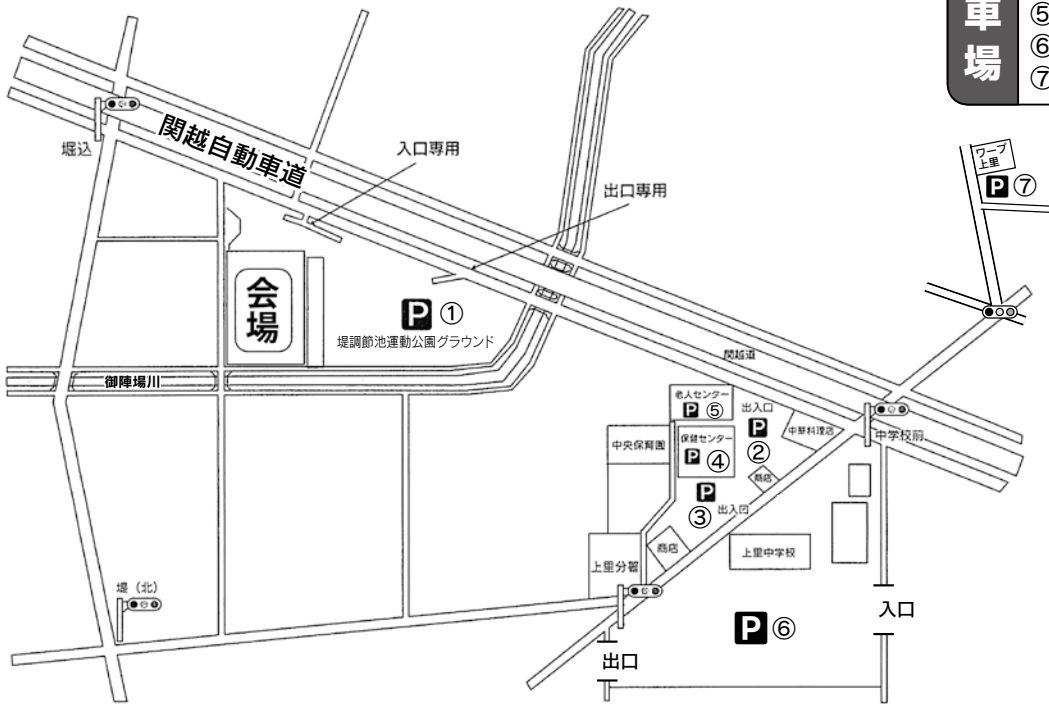 車場
⑤
⑥
⑦
関越自動車道
堀込
入口専用
出口専用
ワープ
上里
P ⑦
会場
P ①
堤調節池運動公園グラウンド
御陣場川
関越道
老人センター
P ⑤
出入口
P
②
中華料理店
中学校前
中央保育園
保健センター
P ④
商店
P
③
出入口
商店
上里分署
上里中学校
堤（北）
入口
P ⑥
出口